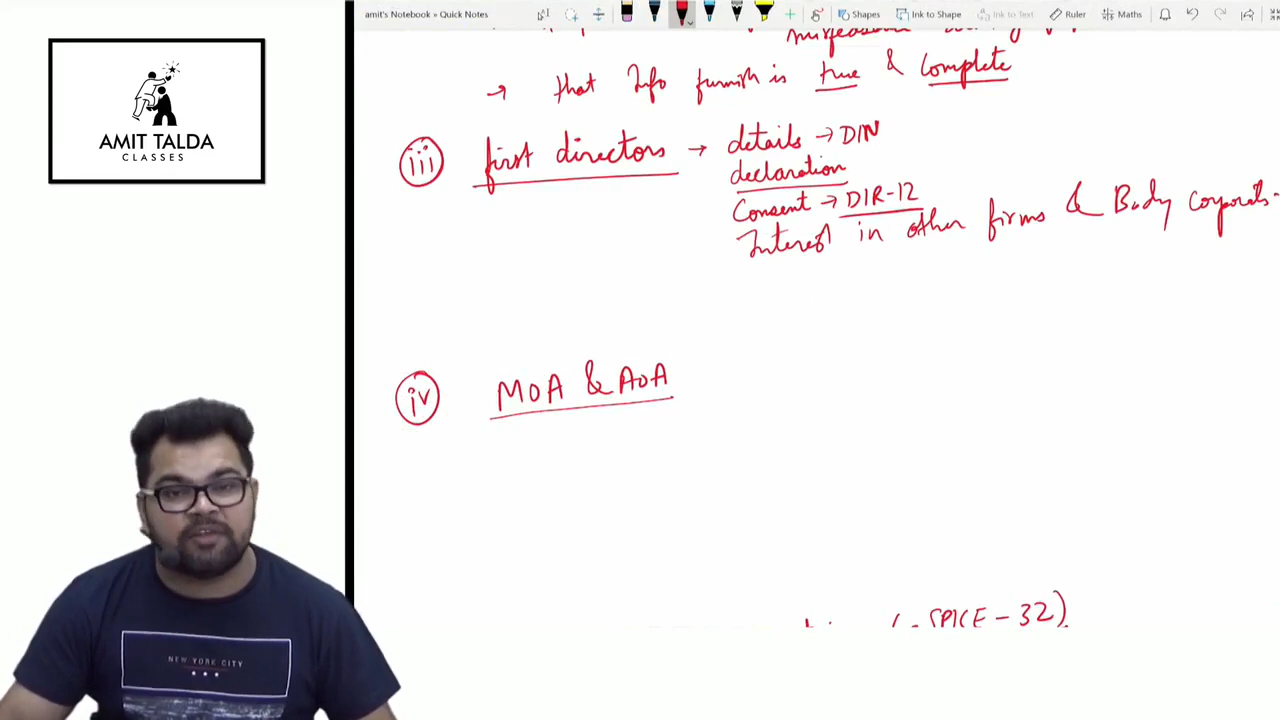 amit's Notebook » Quick Notes
Shapes
Ink to Shape
Ink to Text
Ruler
Maths
AMIT TALDA
CLASSES
→ that Info furnish is true & Complete
(iii) first directors → details → DIN
declaration
Consent → DIR-12
Interest in other firms & Body corporate
(iv) MOA & AOA
SPICE - 32)
NEW YORK CITY